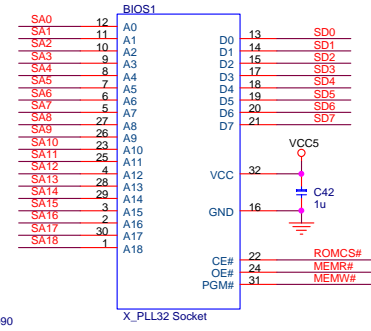 BIOS1
SA0 12 A0
SA1 11 A1
SA2 10 A2
SA3 9 A3
SA4 8 A4
SA5 7 A5
SA6 6 A6
SA7 5 A7
SA8 27 A8
SA9 26 A9
SA10 23 A10
SA11 25 A11
SA12 4 A12
SA13 28 A13
SA14 29 A14
SA15 3 A15
SA16 2 A16
SA17 30 A17
SA18 1 A18
D0 13 SD0
D1 14 SD1
D2 15 SD2
D3 17 SD3
D4 18 SD4
D5 19 SD5
D6 20 SD6
D7 21 SD7
VCC5
VCC 32
C42
1u
GND 16
CE# 22 ROMCS#
OE# 24 MEMR#
PGM# 31 MEMW#
X_PLL32 Socket
90